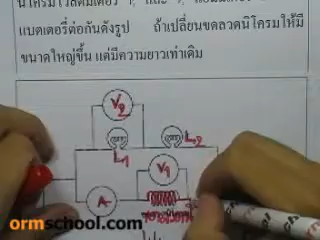 แบตเตอรี่ต่อกันดังรูป ถ้าเปลี่ยนขดลวดนิโครมให้มี
ขนาดใหญ่ขึ้น แต่มีความยาวเท่าเดิม
V2
L1
L2
V1
A
ormschool.com